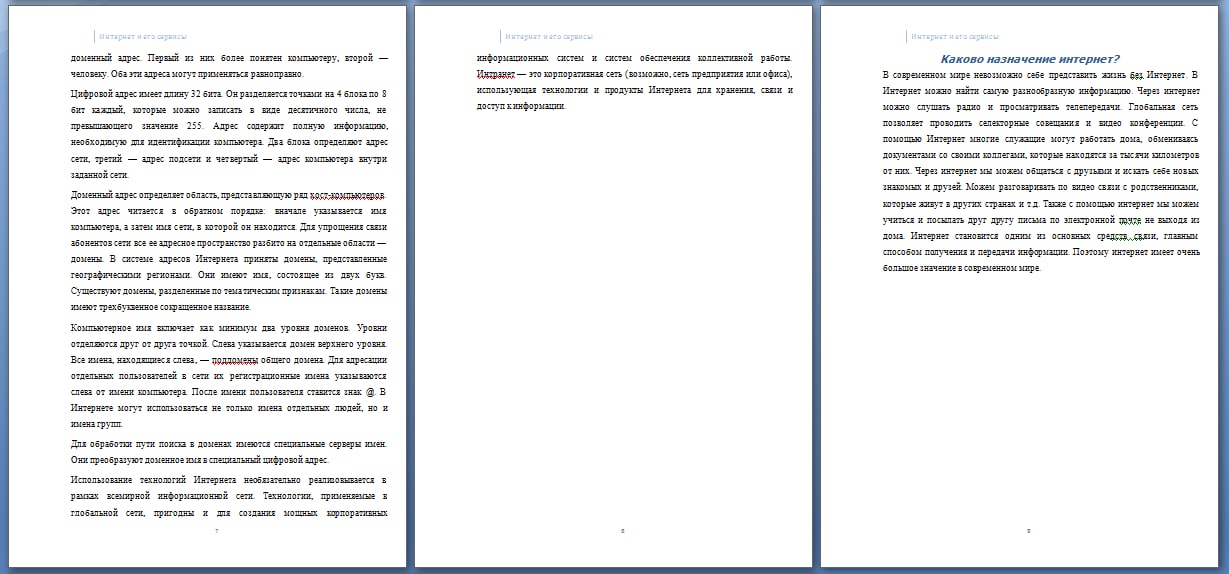 Интернет и его сервисы
доменный адрес. Первый из них более понятен компьютеру, второй —
человеку. Оба эти адреса могут применяться равноправно.
Цифровой адрес имеет длину 32 бита. Он разделяется точками на 4 блока по 8
бит каждый, которые можно записать в виде десятичного числа, не
превышающего значение 255. Адрес содержит полную информацию,
необходимую для идентификации компьютера. Два блока определяют адрес
сети, третий — адрес подсети и четвертый — адрес компьютера внутри
заданной сети.
Доменный адрес определяет область, представляющую ряд хост-компьютеров.
Этот адрес читается в обратном порядке: вначале указывается имя
компьютера, а затем имя сети, в которой он находится. Для упрощения связи
абонентов сети все ее адресное пространство разбито на отдельные области —
домены. В системе адресов Интернета приняты домены, представленные
географическими регионами. Они имеют имя, состоящее из двух букв.
Существуют домены, разделенные по тематическим признакам. Такие домены
имеют трехбуквенное сокращенное название.
Компьютерное имя включает как минимум два уровня доменов. Уровни
отделяются друг от друга точкой. Слева указывается домен верхнего уровня.
Все имена, находящиеся слева, — поддомены общего домена. Для адресации
отдельных пользователей в сети их регистрационные имена указываются
слева от имени компьютера. После имени пользователя ставится знак @. В
Интернете могут использоваться не только имена отдельных людей, но и
имена групп.
Для обработки пути поиска в доменах имеются специальные серверы имен.
Они преобразуют доменное имя в специальный цифровой адрес.
Использование технологий Интернета необязательно реализовывается в
рамках всемирной информационной сети. Технологии, применяемые в
глобальной сети, пригодны и для создания мощных корпоративных
7
Интернет и его сервисы
информационных систем и систем обеспечения коллективной работы.
Интранет — это корпоративная сеть (возможно, сеть предприятия или офиса),
использующая технологии и продукты Интернета для хранения, связи и
доступ к информации.
8
Интернет и его сервисы
Каково назначение интернет?
В современном мире невозможно себе представить жизнь без Интернет. В
Интернет можно найти самую разнообразную информацию. Через интернет
можно слушать радио и просматривать телепередачи. Глобальная сеть
позволяет проводить селекторные совещания и видео конференции. С
помощью Интернет многие служащие могут работать дома, обмениваясь
документами со своими коллегами, которые находятся за тысячи километров
от них. Через интернет мы можем общаться с друзьями и искать себе новых
знакомых и друзей. Можем разговаривать по видео связи с родственниками,
которые живут в других странах и т.д. Также с помощью интернет мы можем
учиться и посылать друг другу письма по электронной почте не выходя из
дома. Интернет становится одним из основных средств связи, главным
способом получения и передачи информации. Поэтому интернет имеет очень
большое значение в современном мире.
9